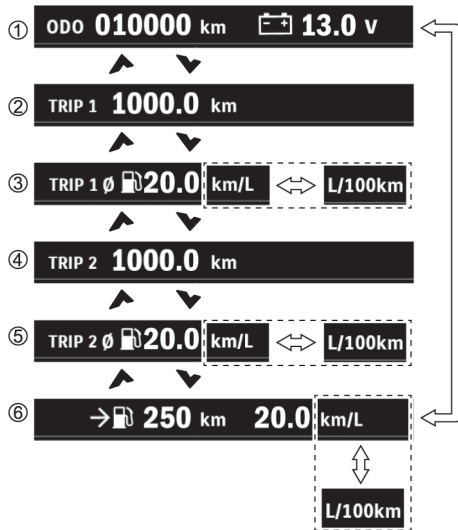 ① ODO 010000 km 13.0 V
② TRIP 1 1000.0 km
③ TRIP 1 Ø 20.0 km/L L/100km
④ TRIP 2 1000.0 km
⑤ TRIP 2 Ø 20.0 km/L L/100km
⑥ 250 km 20.0 km/L
L/100km